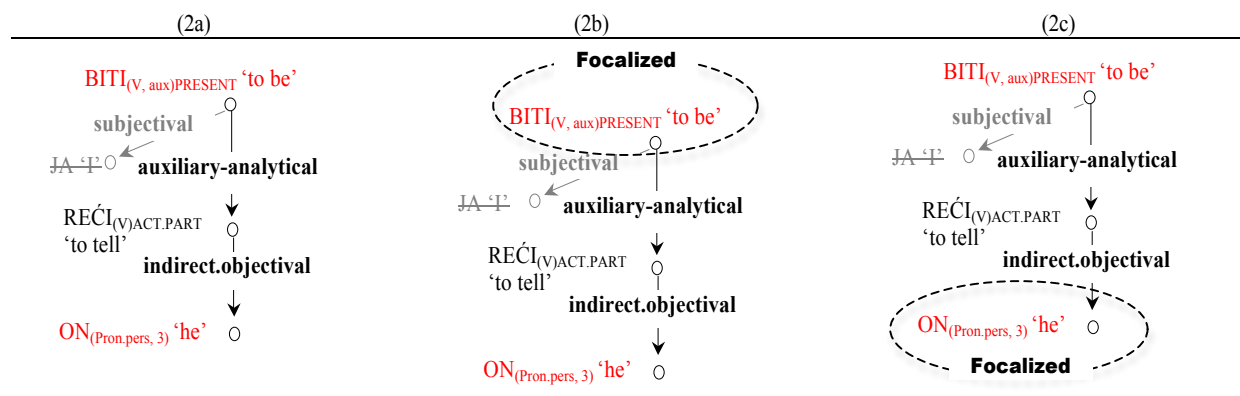 (2a)
BITI(V, aux)PRESENT ‘to be’
subjectival
JA ‘I’
auxiliary-analytical
REĆI(V)ACT.PART
‘to tell’
indirect.objectival
ON(Pron.pers, 3) ‘he’
(2b)
Focalized
BITI(V, aux)PRESENT ‘to be’
subjectival
JA ‘I’
auxiliary-analytical
REĆI(V)ACT.PART
‘to tell’
indirect.objectival
ON(Pron.pers, 3) ‘he’
(2c)
BITI(V, aux)PRESENT ‘to be’
subjectival
JA ‘I’
auxiliary-analytical
REĆI(V)ACT.PART
‘to tell’
indirect.objectival
ON(Pron.pers, 3) ‘he’
Focalized